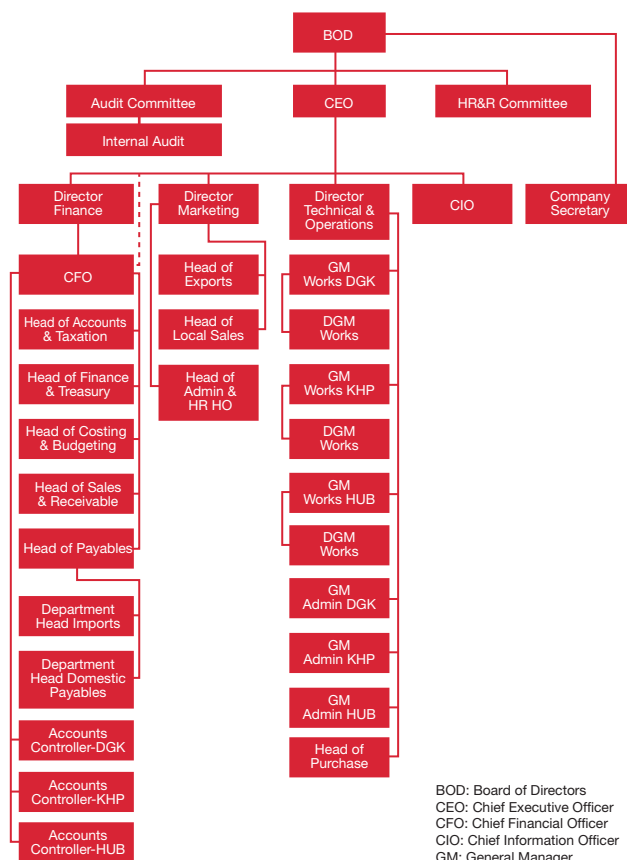 BOD
Audit Committee
CEO
HR&R Committee
Internal Audit
Director
Finance
Director
Marketing
Director
Technical &
Operations
CIO
Company
Secretary
CFO
Head of Accounts
& Taxation
Head of Finance
& Treasury
Head of Costing
& Budgeting
Head of Sales
& Receivable
Head of Payables
Department
Head Imports
Department
Head Domestic
Payables
Accounts
Controller-DGK
Accounts
Controller-KHP
Accounts
Controller-HUB
Head of
Exports
Head of
Local Sales
Head of
Admin &
HR HO
GM
Works DGK
DGM
Works
GM
Works KHP
DGM
Works
GM
Works HUB
DGM
Works
GM
Admin DGK
GM
Admin KHP
GM
Admin HUB
Head of
Purchase
BOD: Board of Directors
CEO: Chief Executive Officer
CFO: Chief Financial Officer
CIO: Chief Information Officer
GM: General Manager